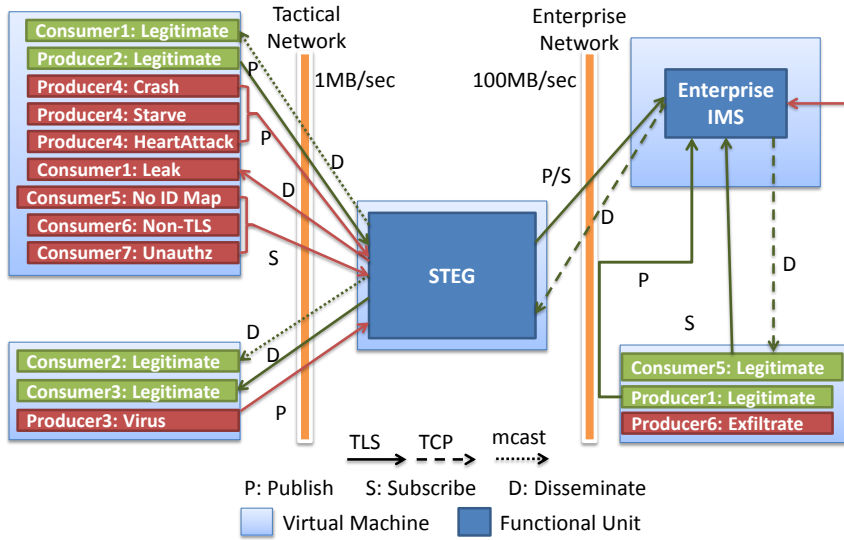 Tactical
Network
Enterprise
Network
1MB/sec
100MB/sec
Consumer1: Legitimate
Producer2: Legitimate
Producer4: Crash
Producer4: Starve
Producer4: HeartAttack
Consumer1: Leak
Consumer5: No ID Map
Consumer6: Non-TLS
Consumer7: Unauthz
P
P
D
D
S
Enterprise
IMS
P/S
D
P
D
S
STEG
D
D
P
Consumer2: Legitimate
Consumer3: Legitimate
Producer3: Virus
Consumer5: Legitimate
Producer1: Legitimate
Producer6: Exfiltrate
TLS
TCP
mcast
P: Publish
S: Subscribe
D: Disseminate
Virtual Machine
Functional Unit